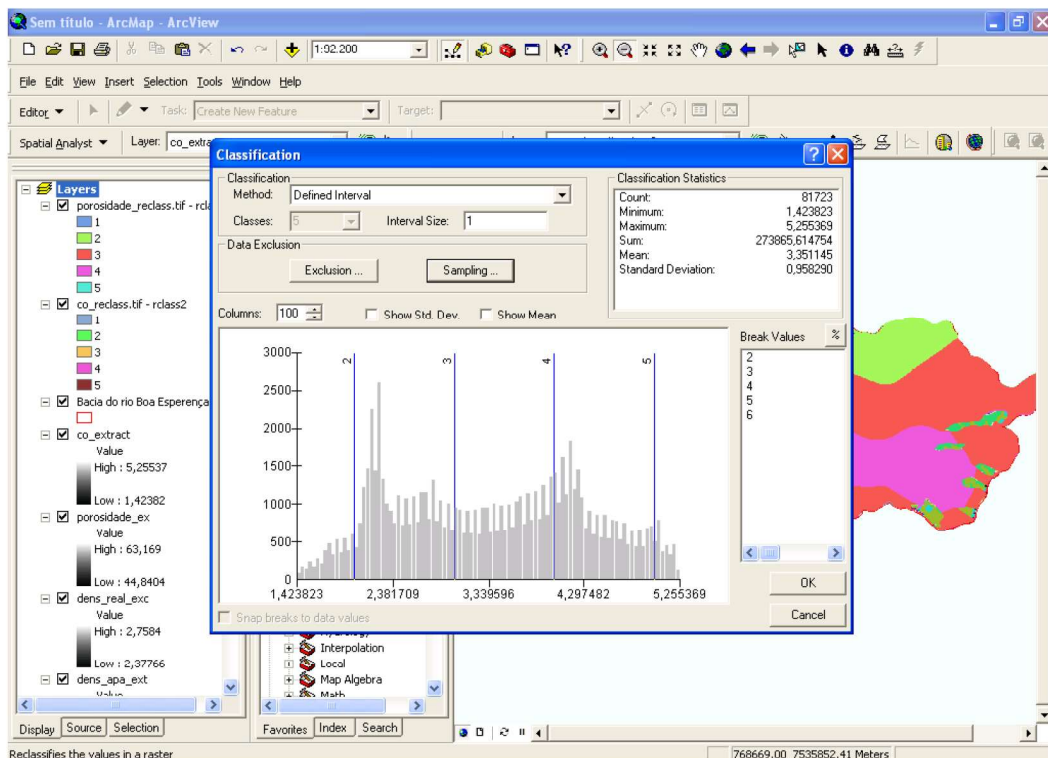 Sem título - ArcMap - ArcView
1:92.200
File Edit View Insert Selection Tools Window Help
Editor Task: Create New Feature Target:
Spatial Analyst Layer: co_extra
Classification
Classification
Method: Defined Interval
Classes: 5 Interval Size: 1
Data Exclusion
Exclusion ... Sampling ...
Columns: 100 Show Std. Dev. Show Mean
Classification Statistics
Count: 81723
Minimum: 1,423823
Maximum: 5,255369
Sum: 273865,614754
Mean: 3,351145
Standard Deviation: 0,958290
Break Values %
2
3
4
5
6
2 3 4 5
3000
2500
2000
1500
1000
500
0
1,423823 2,381709 3,339596 4,297482 5,255369
Snap breaks to data values
OK
Cancel
Layers
porosidade_reclass.tif - rcla
1
2
3
4
5
co_reclass.tif - rclass2
1
2
3
4
5
Bacia do rio Boa Esperença
co_extract
Value
High : 5,25537
Low : 1,42382
porosidade_ex
Value
High : 63,169
Low : 44,8404
dens_real_exc
Value
High : 2,7584
Low : 2,37766
dens_apa_ext
Value
Interpolation
Local
Map Algebra
Math
Display Source Selection
Favorites Index Search
Reclassifies the values in a raster
768669,00 7535852,41 Meters